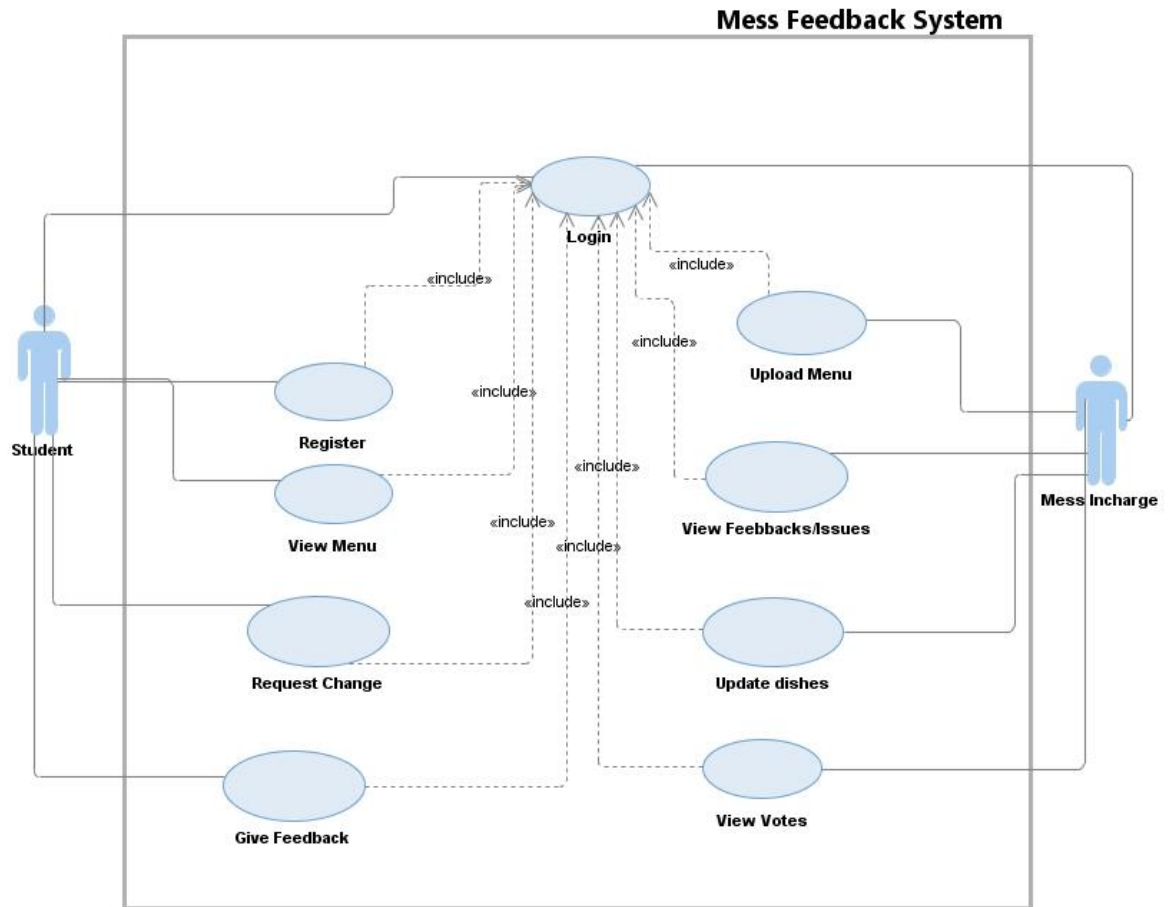 Mess Feedback System
Login
«include»
«include»
Upload Menu
«include»
«include»
Student
Register
«include»
Mess Incharge
View Menu
«include»
View Feebbacks/Issues
«include»
«include»
Request Change
Update dishes
View Votes
Give Feedback